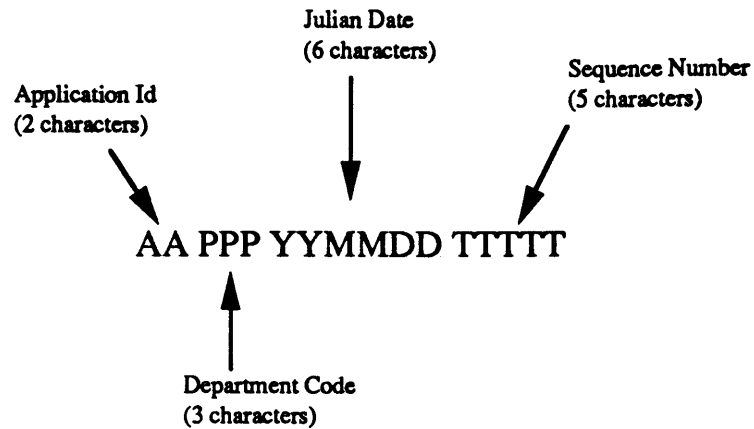 Julian Date
(6 characters)
Sequence Number
(5 characters)
Application Id
(2 characters)
AA PPP YYMMDD TTTTT
Department Code
(3 characters)